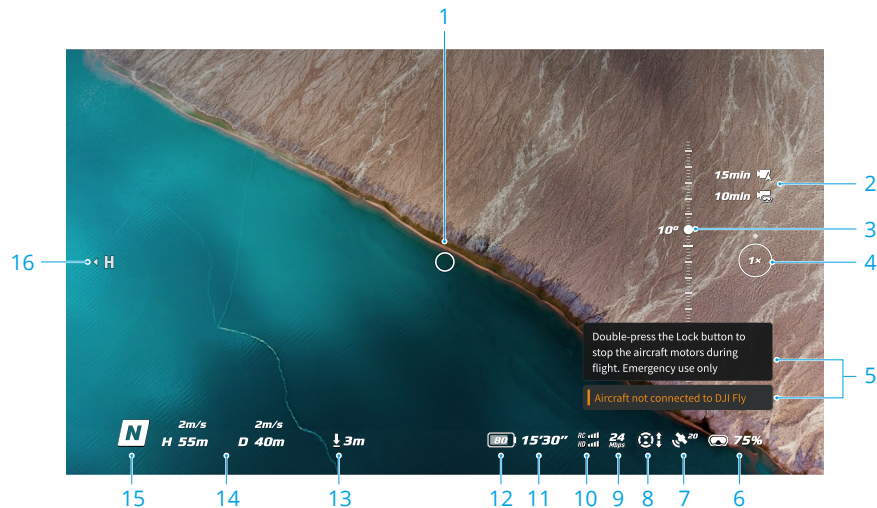 1
15min
2
10min
10°
3
16
H
1×
4
Double-press the Lock button to
stop the aircraft motors during
flight. Emergency use only
5
Aircraft not connected to DJI Fly
N
2m/s
H 55m
2m/s
D 40m
3m
80
15'30"
RC
HD
24
Mbps
20
75%
15
14
13
12
11
10
9
8
7
6